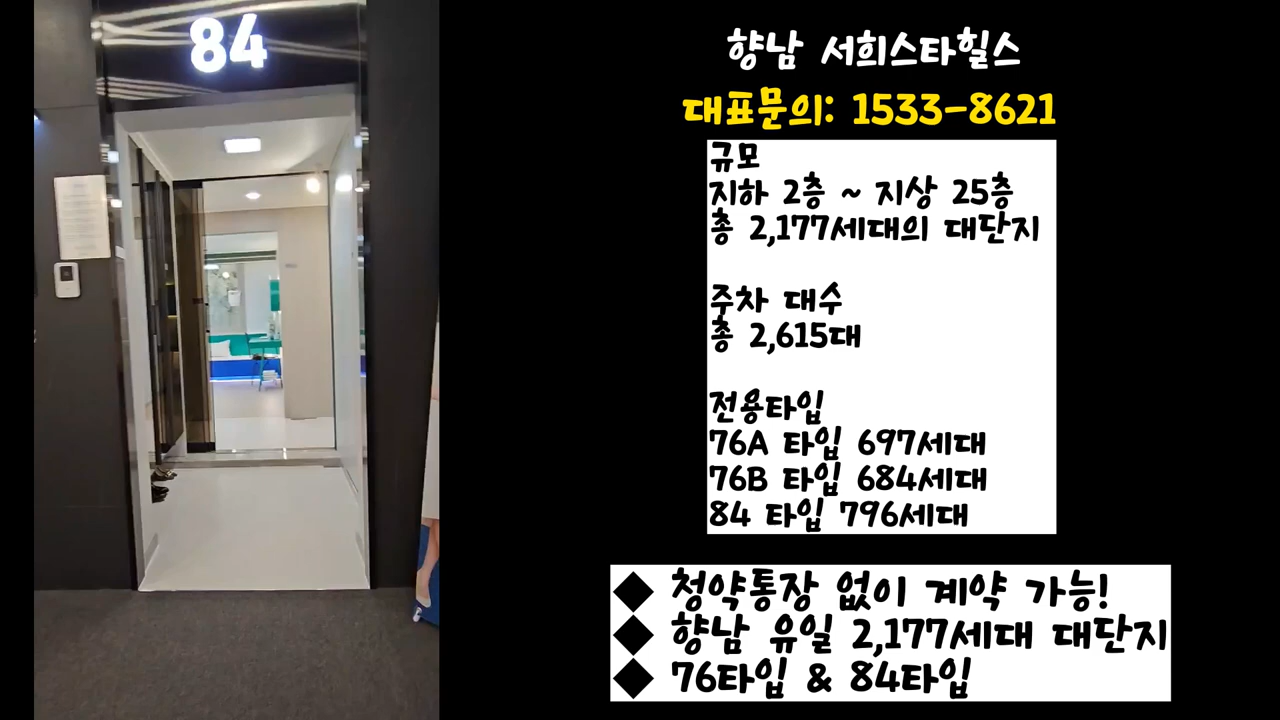 84
향남 서희스타힐스
대표문의: 1533-8621
규모
지하 2층 ~ 지상 25층
총 2,177세대의 대단지
주차 대수
총 2,615대
전용타입
76A 타입 697세대
76B 타입 684세대
84 타입 796세대
◆ 청약통장 없이 계약 가능!
◆ 향남 유일 2,177세대 대단지
◆ 76타입 & 84타입